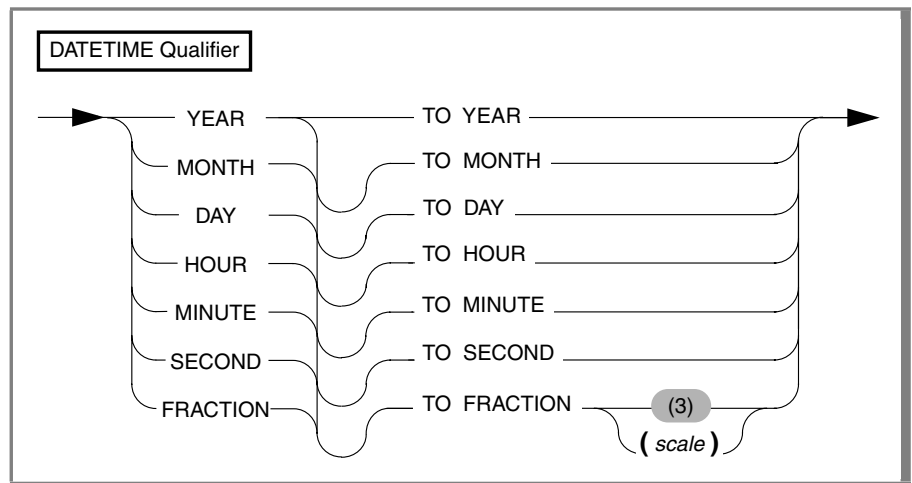 DATETIME Qualifier
YEAR TO YEAR
MONTH TO MONTH
DAY TO DAY
HOUR TO HOUR
MINUTE TO MINUTE
SECOND TO SECOND
FRACTION TO FRACTION (3)
( scale )